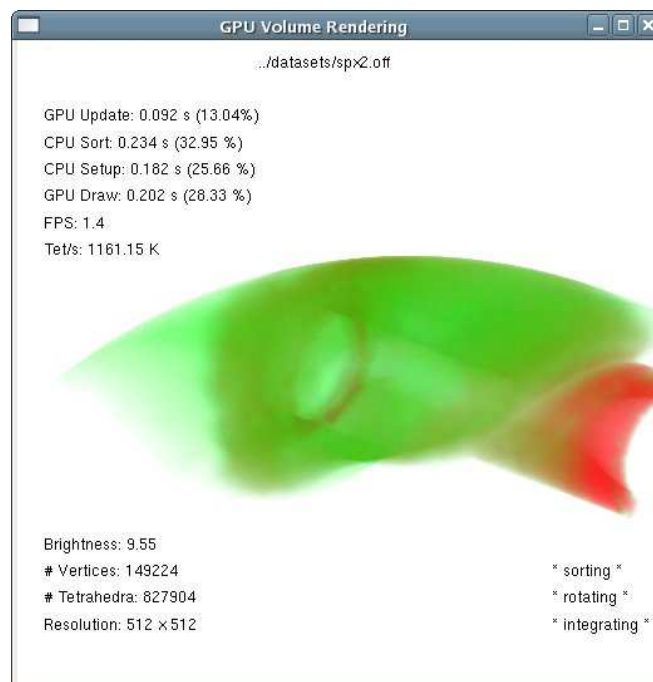 GPU Volume Rendering
../datasets/spx2.off
GPU Update: 0.092 s (13.04%)
CPU Sort: 0.234 s (32.95 %)
CPU Setup: 0.182 s (25.66 %)
GPU Draw: 0.202 s (28.33 %)
FPS: 1.4
Tet/s: 1161.15 K
Brightness: 9.55
# Vertices: 149224
* sorting *
# Tetrahedra: 827904
* rotating *
Resolution: 512 × 512
* integrating *